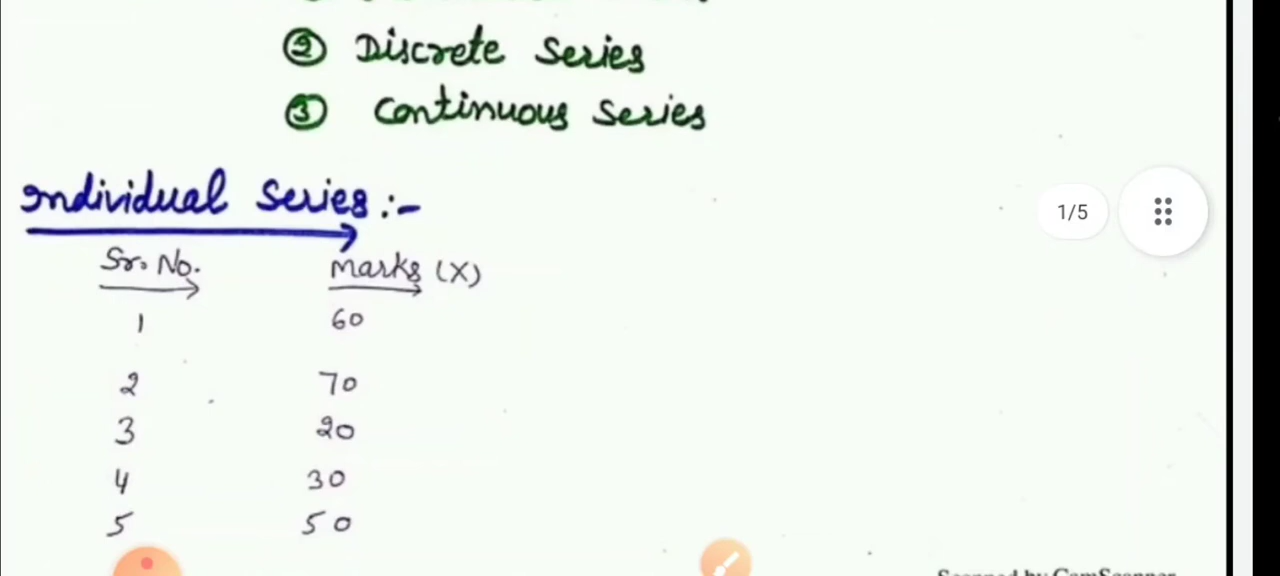 ② Discrete Series
③ Continuous Series
Individual Series :-
Sr. No. Marks (X)
1/5
1 60
2 70
3 20
4 30
5 50